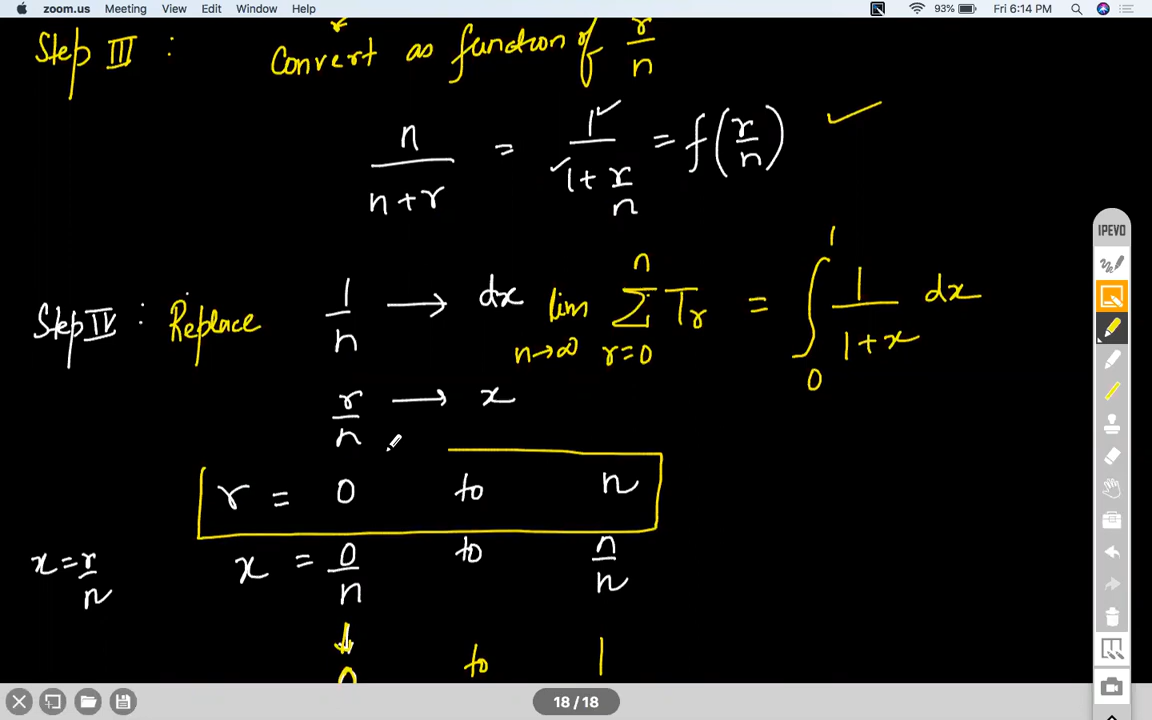 zoom.us Meeting View Edit Window Help 93% Fri 6:14 PM
Step III : Convert as function of r/n
n/(n+r) = 1/(1+r/n) = f(r/n)
IPEVO
Step IV : Replace 1/n → dx lim n→∞ n Σ r=0 Tr = ∫ 0 1 1/(1+x) dx
r/n → x
r = 0 to n
x = r/n x = 0/n to n/n
0 to 1
18 / 18